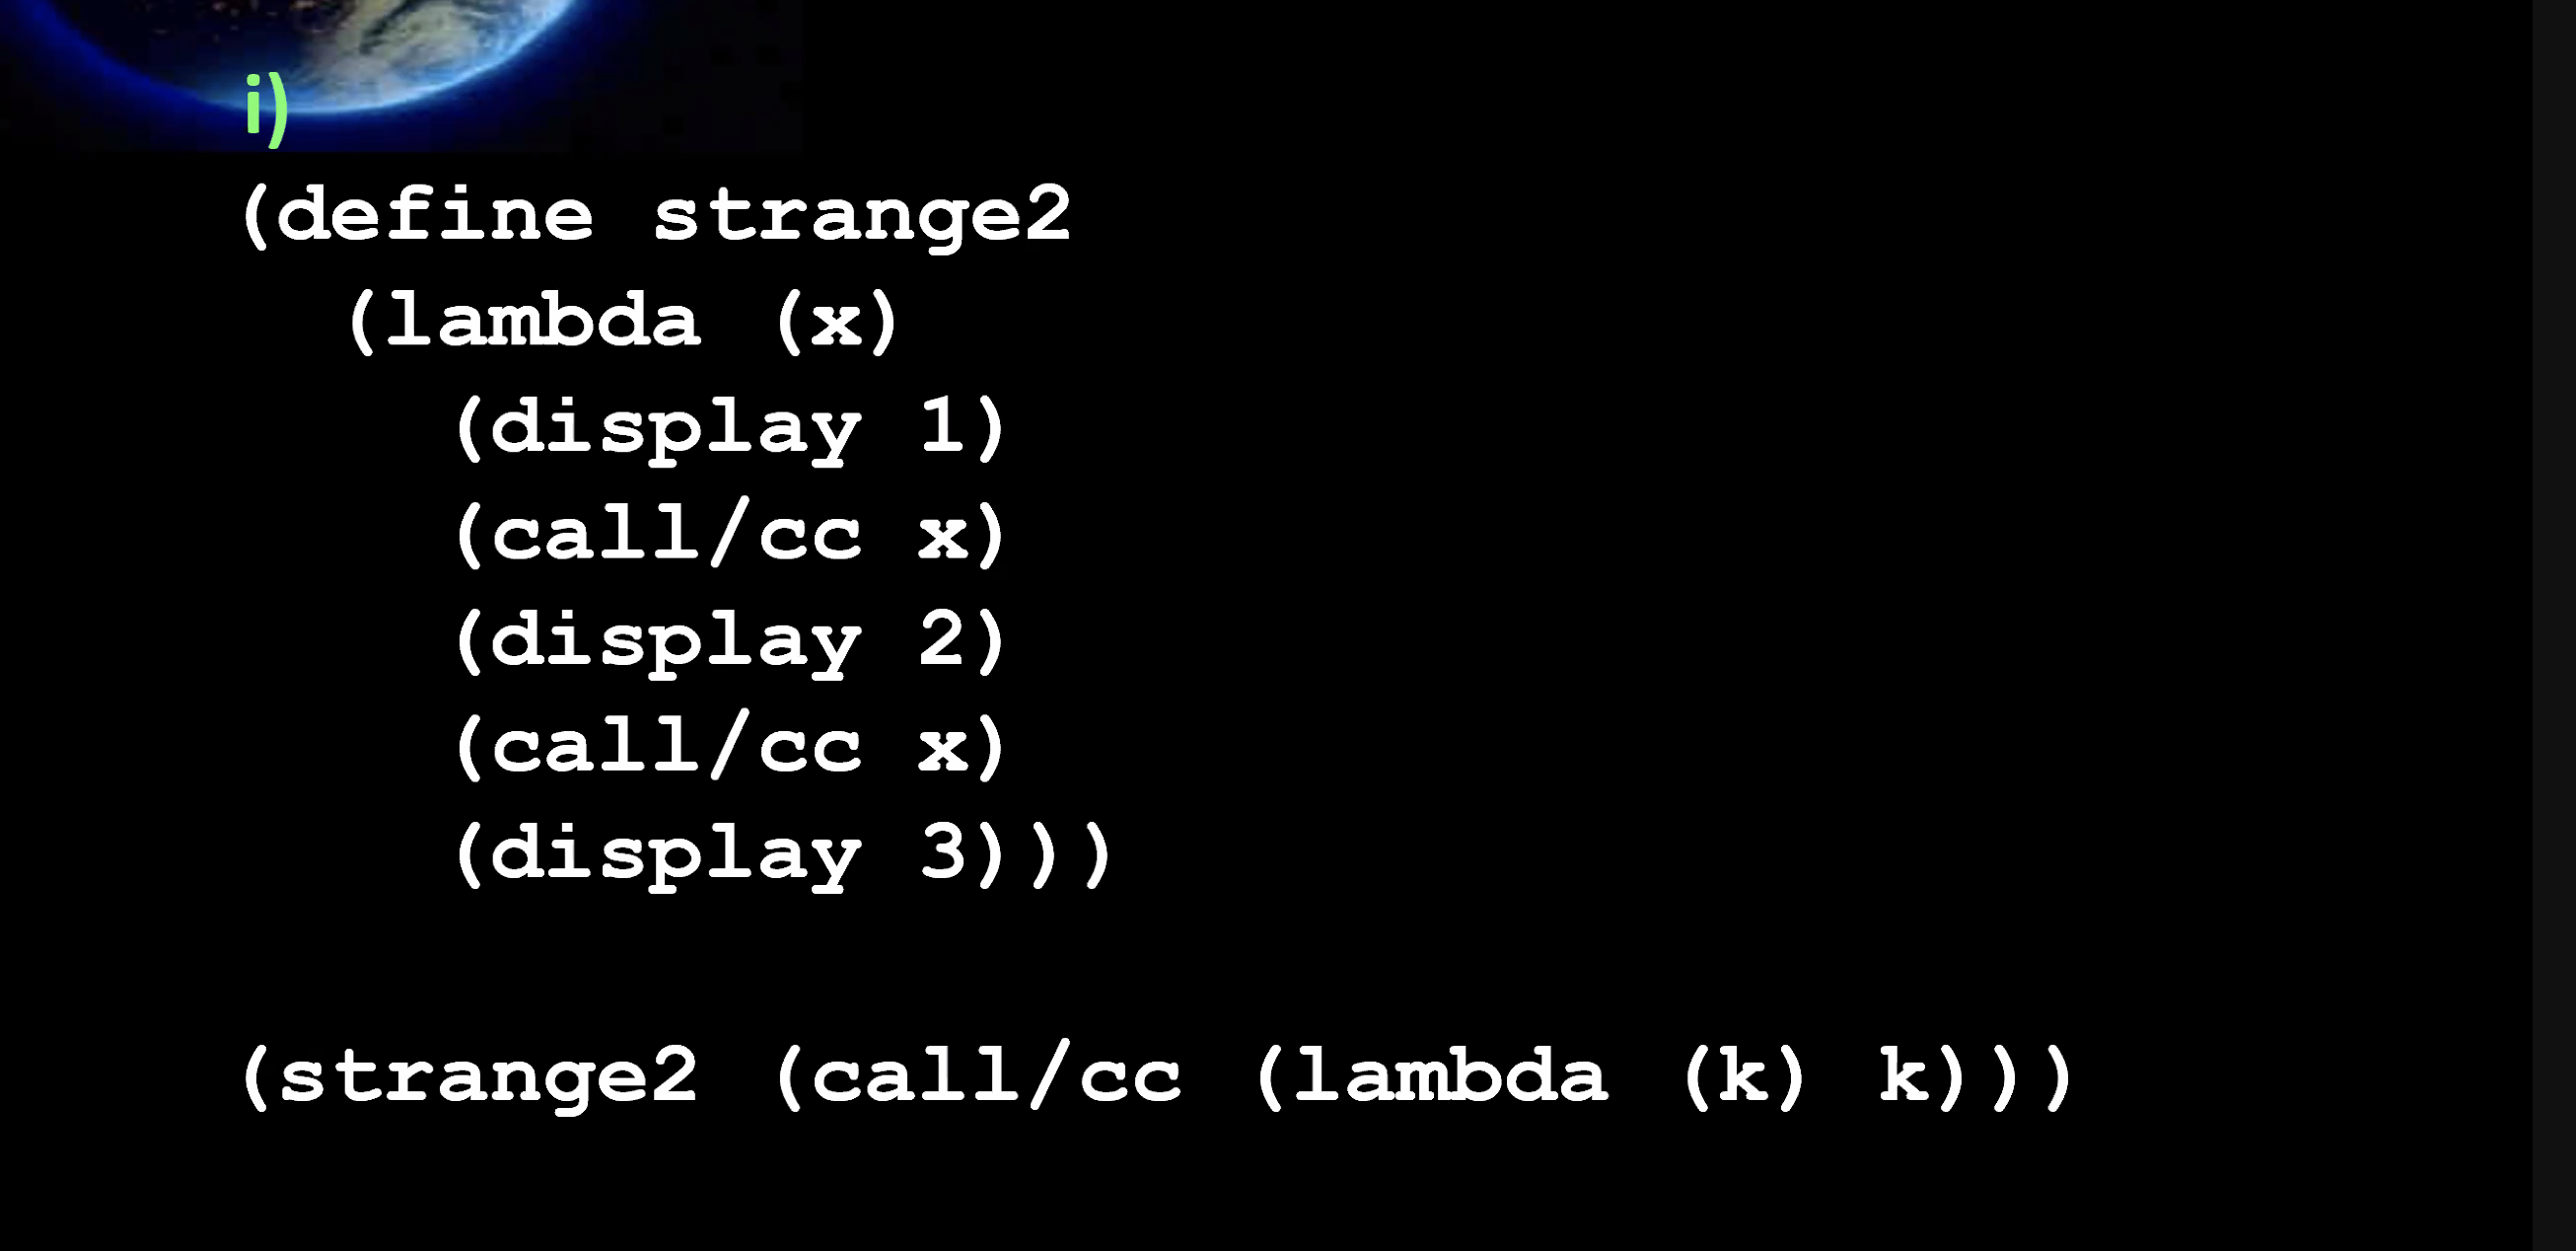 i)
(define strange2
(lambda (x)
(display 1)
(call/cc x)
(display 2)
(call/cc x)
(display 3)))
(strange2 (call/cc (lambda (k) k)))